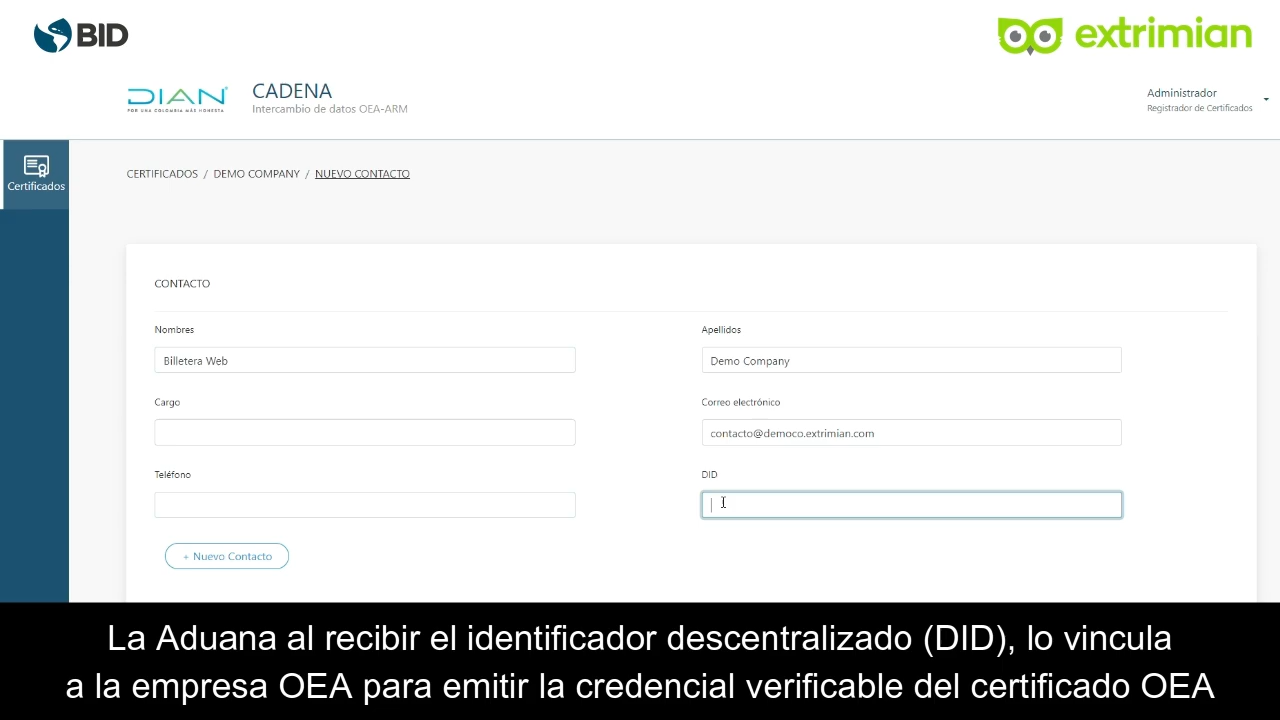 BID
extrimian
DIAN
POR UNA COLOMBIA MÁS HONESTA
CADENA
Intercambio de datos OEA-ARM
Administrador
Registrador de Certificados
Certificados
CERTIFICADOS / DEMO COMPANY / NUEVO CONTACTO
CONTACTO
Nombres
Apellidos
Billetera Web
Demo Company
Cargo
Correo electrónico
contacto@democo.extrimian.com
Teléfono
DID
+ Nuevo Contacto
La Aduana al recibir el identificador descentralizado (DID), lo vincula
a la empresa OEA para emitir la credencial verificable del certificado OEA